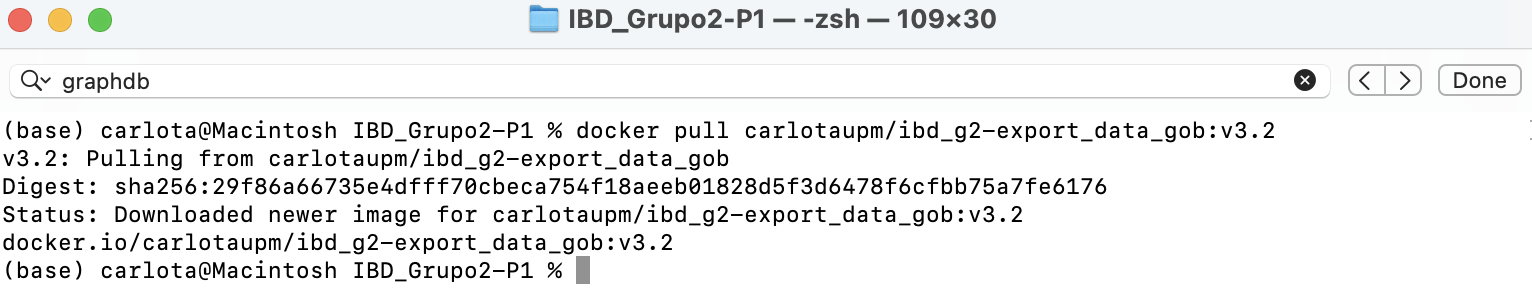 IBD_Grupo2-P1 — -zsh — 109×30
graphdb
Done
(base) carlota@Macintosh IBD_Grupo2-P1 % docker pull carlotaupm/ibd_g2-export_data_gob:v3.2
v3.2: Pulling from carlotaupm/ibd_g2-export_data_gob
Digest: sha256:29f86a66735e4dfff70cbeca754f18aeeb01828d5f3d6478f6cfbb75a7fe6176
Status: Downloaded newer image for carlotaupm/ibd_g2-export_data_gob:v3.2
docker.io/carlotaupm/ibd_g2-export_data_gob:v3.2
(base) carlota@Macintosh IBD_Grupo2-P1 %